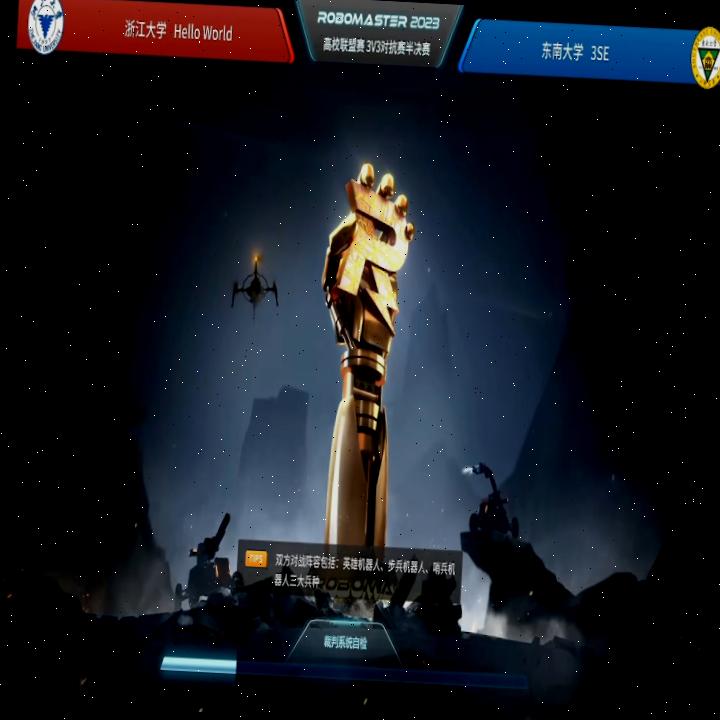 浙江大学 Hello World
ROBOMASTER 2023
高校联盟赛 3V3对抗赛半决赛
东南大学 3SE
TIPS
双方对战阵容包括：英雄机器人、步兵机器人、哨兵机
器人三大兵种
ROBOMA
裁判系统自检